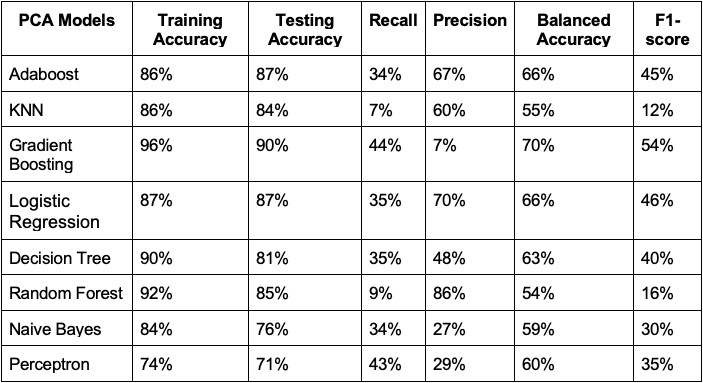 PCA Models Training Accuracy Testing Accuracy Recall Precision Balanced Accuracy F1-score
Adaboost 86% 87% 34% 67% 66% 45%
KNN 86% 84% 7% 60% 55% 12%
Gradient Boosting 96% 90% 44% 7% 70% 54%
Logistic Regression 87% 87% 35% 70% 66% 46%
Decision Tree 90% 81% 35% 48% 63% 40%
Random Forest 92% 85% 9% 86% 54% 16%
Naive Bayes 84% 76% 34% 27% 59% 30%
Perceptron 74% 71% 43% 29% 60% 35%